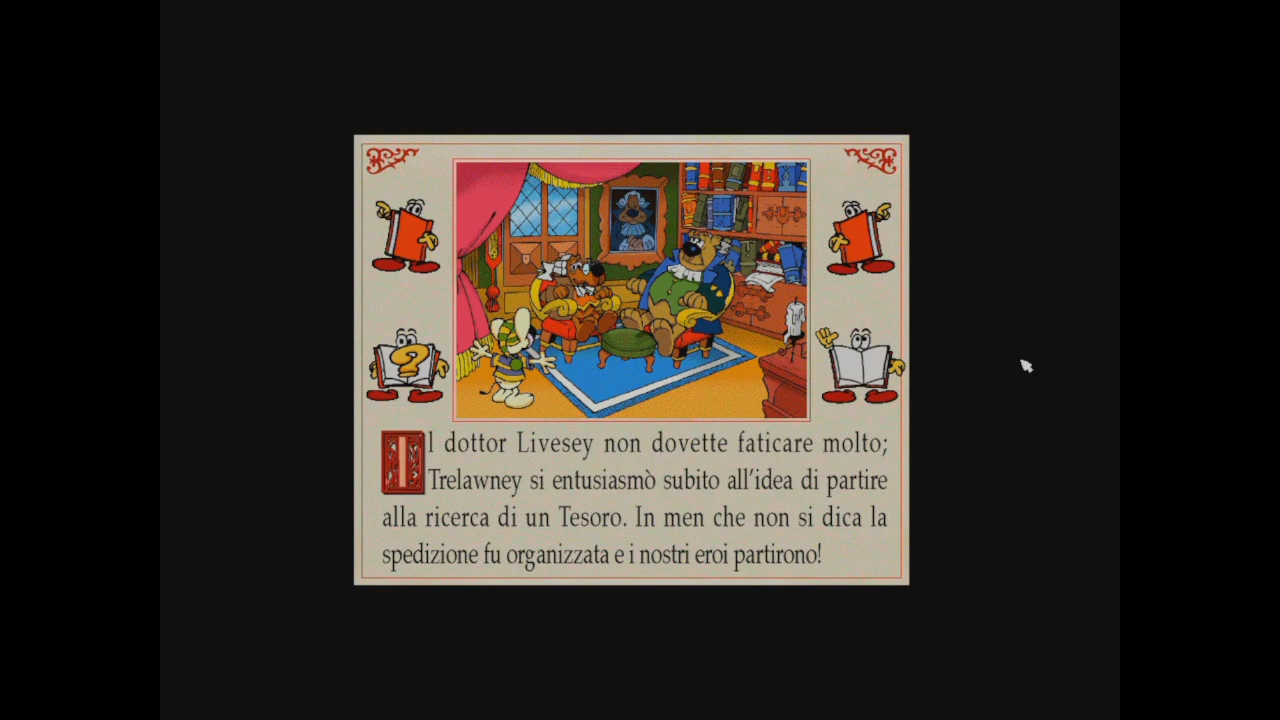 Il dottor Livesey non dovette faticare molto;
Trelawney si entusiasmò subito all'idea di partire
alla ricerca di un Tesoro. In men che non si dica la
spedizione fu organizzata e i nostri eroi partirono!